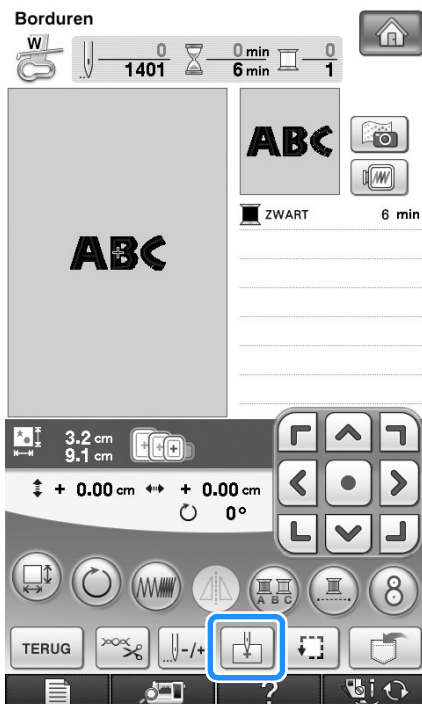 Borduren
W
0 0 min 0
1401 6 min 1
ABC
ZWART 6 min
ABC
3.2 cm
9.1 cm
+ 0.00 cm + 0.00 cm
0°
A B C
8
TERUG -/+
? i